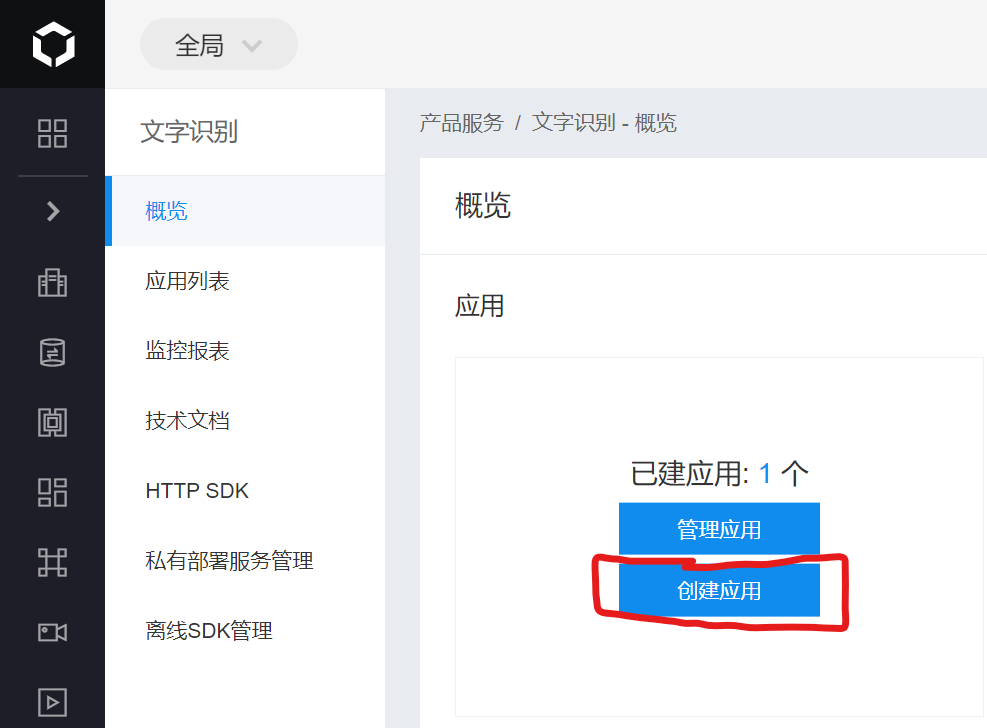 全局
文字识别
概览
应用列表
监控报表
技术文档
HTTP SDK
私有部署服务管理
离线SDK管理
产品服务 / 文字识别 - 概览
概览
应用
已建应用: 1 个
管理应用
创建应用